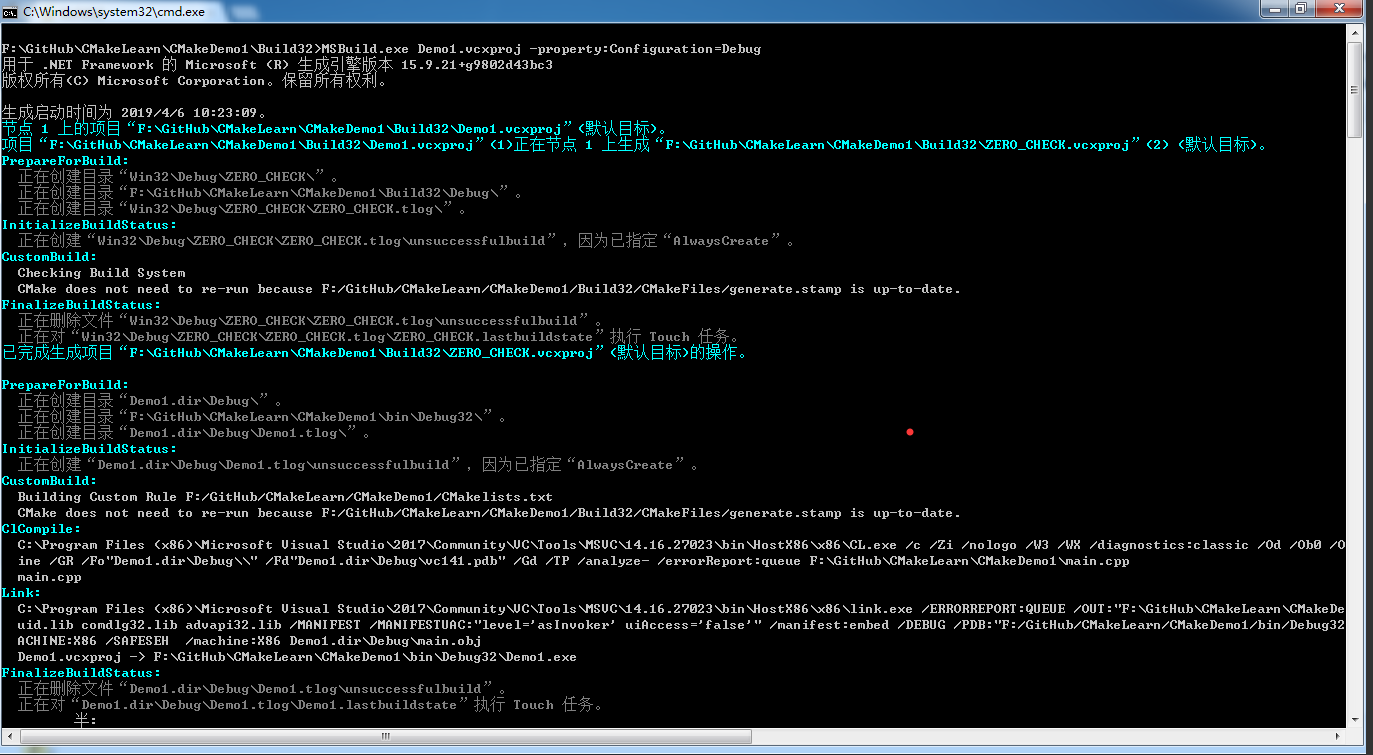 C:\Windows\system32\cmd.exe
F:\GitHub\CMakeLearn\CMakeDemo1\Build32>MSBuild.exe Demo1.vcxproj -property:Configuration=Debug
用于 .NET Framework 的 Microsoft (R) 生成引擎版本 15.9.21+g9802d43bc3
版权所有(C) Microsoft Corporation。保留所有权利。
生成启动时间为 2019/4/6 10:23:09。
节点 1 上的项目“F:\GitHub\CMakeLearn\CMakeDemo1\Build32\Demo1.vcxproj”(默认目标)。
项目“F:\GitHub\CMakeLearn\CMakeDemo1\Build32\Demo1.vcxproj”(1)正在节点 1 上生成“F:\GitHub\CMakeLearn\CMakeDemo1\Build32\ZERO_CHECK.vcxproj”(2) (默认目标)。
PrepareForBuild:
正在创建目录“Win32\Debug\ZERO_CHECK\”。
正在创建目录“F:\GitHub\CMakeLearn\CMakeDemo1\Build32\Debug\”。
正在创建目录“Win32\Debug\ZERO_CHECK\ZERO_CHECK.tlog\”。
InitializeBuildStatus:
正在创建“Win32\Debug\ZERO_CHECK\ZERO_CHECK.tlog\unsuccessfulbuild”，因为已指定“AlwaysCreate”。
CustomBuild:
Checking Build System
CMake does not need to re-run because F:/GitHub/CMakeLearn/CMakeDemo1/Build32/CMakeFiles/generate.stamp is up-to-date.
FinalizeBuildStatus:
正在删除文件“Win32\Debug\ZERO_CHECK\ZERO_CHECK.tlog\unsuccessfulbuild”。
正在对“Win32\Debug\ZERO_CHECK\ZERO_CHECK.tlog\ZERO_CHECK.lastbuildstate”执行 Touch 任务。
已完成生成项目“F:\GitHub\CMakeLearn\CMakeDemo1\Build32\ZERO_CHECK.vcxproj”(默认目标)的操作。
PrepareForBuild:
正在创建目录“Demo1.dir\Debug\”。
正在创建目录“F:\GitHub\CMakeLearn\CMakeDemo1\bin\Debug32\”。
正在创建目录“Demo1.dir\Debug\Demo1.tlog\”。
InitializeBuildStatus:
正在创建“Demo1.dir\Debug\Demo1.tlog\unsuccessfulbuild”，因为已指定“AlwaysCreate”。
CustomBuild:
Building Custom Rule F:/GitHub/CMakeLearn/CMakeDemo1/CMakelists.txt
CMake does not need to re-run because F:/GitHub/CMakeLearn/CMakeDemo1/Build32/CMakeFiles/generate.stamp is up-to-date.
ClCompile:
C:\Program Files (x86)\Microsoft Visual Studio\2017\Community\VC\Tools\MSVC\14.16.27023\bin\HostX86\x86\CL.exe /c /Zi /nologo /W3 /WX /diagnostics:classic /Od /Ob0 /O
ine /GR /Fo"Demo1.dir\Debug\\" /Fd"Demo1.dir\Debug\vc141.pdb" /Gd /TP /analyze- /errorReport:queue F:\GitHub\CMakeLearn\CMakeDemo1\main.cpp
main.cpp
Link:
C:\Program Files (x86)\Microsoft Visual Studio\2017\Community\VC\Tools\MSVC\14.16.27023\bin\HostX86\x86\link.exe /ERRORREPORT:QUEUE /OUT:"F:\GitHub\CMakeLearn\CMakeDe
uid.lib comdlg32.lib advapi32.lib /MANIFEST /MANIFESTUAC:"level='asInvoker' uiAccess='false'" /manifest:embed /DEBUG /PDB:"F:/GitHub/CMakeLearn/CMakeDemo1/bin/Debug32
ACHINE:X86 /SAFESEH  /machine:X86 Demo1.dir\Debug\main.obj
Demo1.vcxproj -> F:\GitHub\CMakeLearn\CMakeDemo1\bin\Debug32\Demo1.exe
FinalizeBuildStatus:
正在删除文件“Demo1.dir\Debug\Demo1.tlog\unsuccessfulbuild”。
正在对“Demo1.dir\Debug\Demo1.tlog\Demo1.lastbuildstate”执行 Touch 任务。
半: